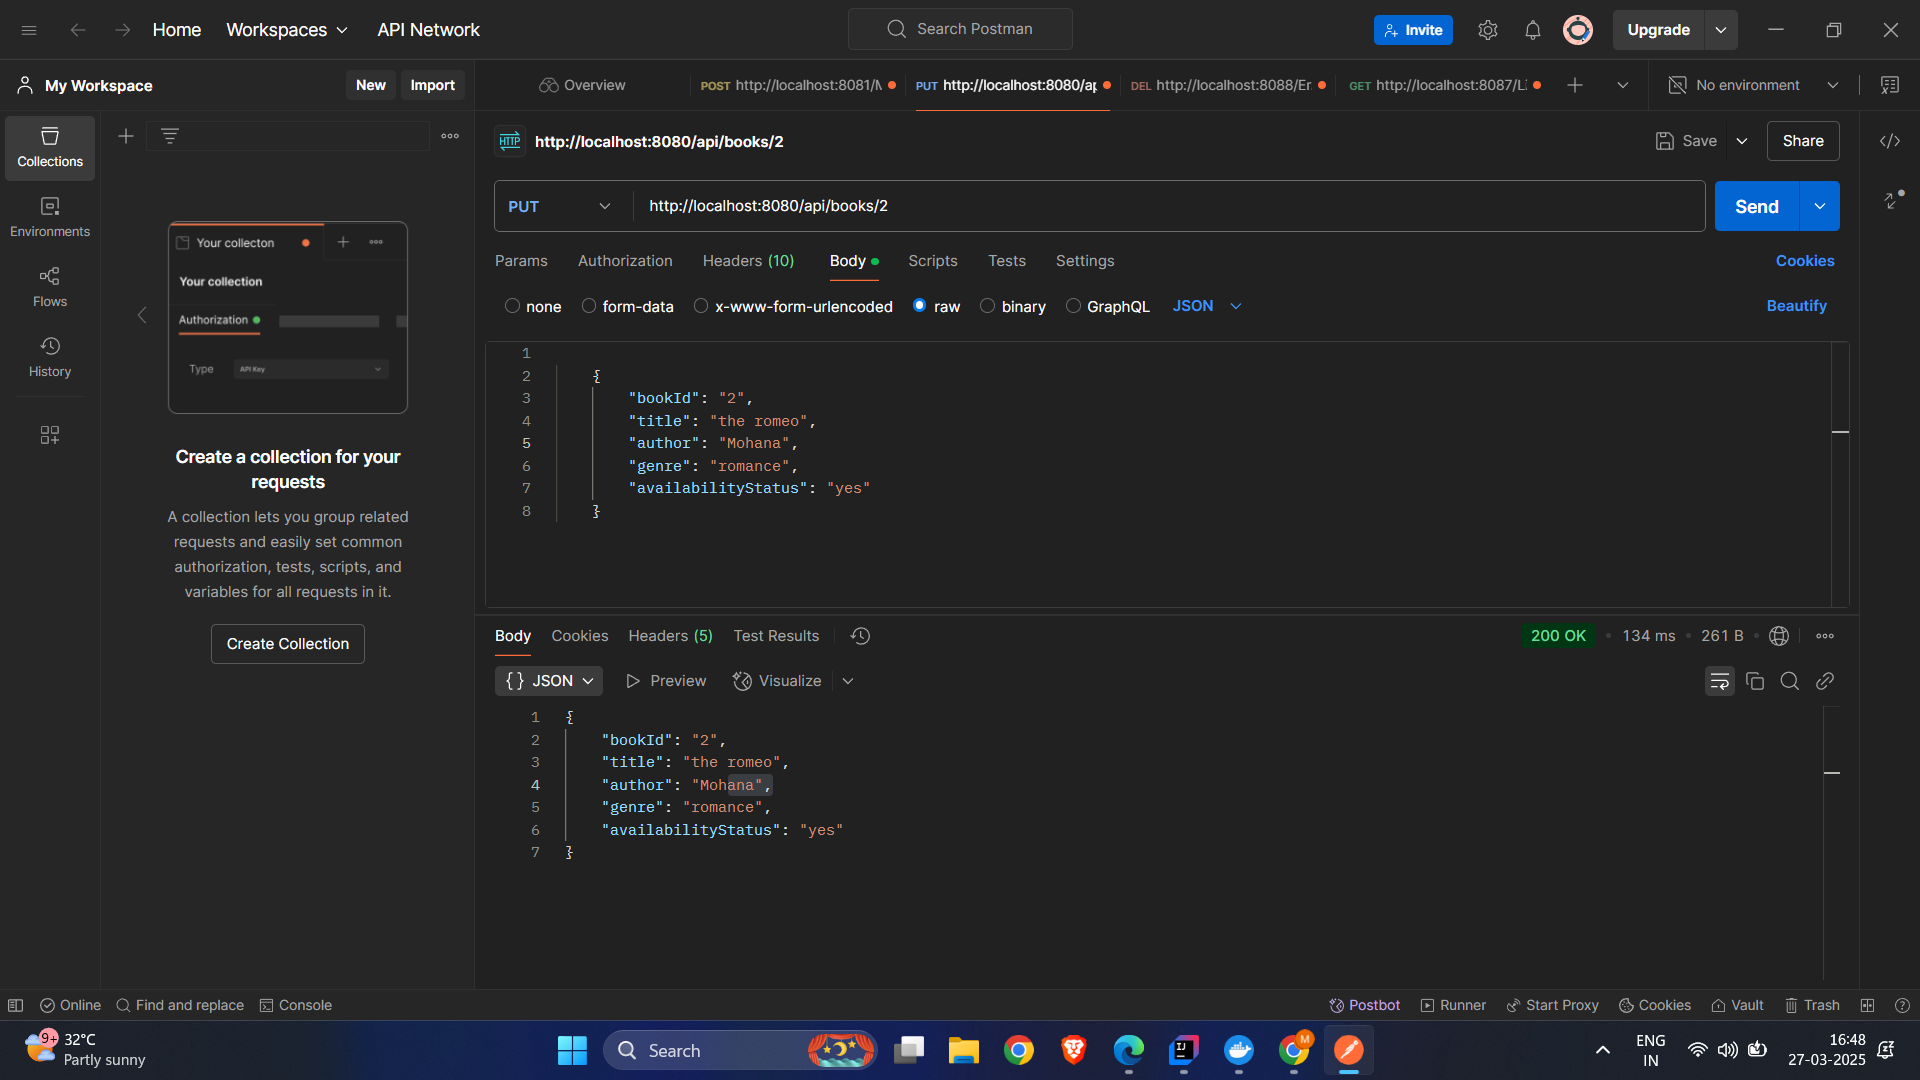 Home Workspaces API Network Search Postman Invite Upgrade
My Workspace New Import Overview POST http://localhost:8081/M PUT http://localhost:8080/ap DEL http://localhost:8088/Er GET http://localhost:8087/Li No environment
Collections
Environments
Flows
History
Your collecton
Your collection
Authorization
Type API Key
Create a collection for your
requests
A collection lets you group related
requests and easily set common
authorization, tests, scripts, and
variables for all requests in it.
Create Collection
HTTP http://localhost:8080/api/books/2 Save Share
PUT http://localhost:8080/api/books/2 Send
Params Authorization Headers (10) Body Scripts Tests Settings Cookies
none form-data x-www-form-urlencoded raw binary GraphQL JSON Beautify
1
2 {
3 "bookId": "2",
4 "title": "the romeo",
5 "author": "Mohana",
6 "genre": "romance",
7 "availabilityStatus": "yes"
8 }
Body Cookies Headers (5) Test Results 200 OK • 134 ms • 261 B •
{} JSON Preview Visualize
1 {
2 "bookId": "2",
3 "title": "the romeo",
4 "author": "Mohana",
5 "genre": "romance",
6 "availabilityStatus": "yes"
7 }
Online Find and replace Console Postbot Runner Start Proxy Cookies Vault Trash
9+ 32°C
Partly sunny
Search
IJ
M
ENG
IN
16:48
27-03-2025